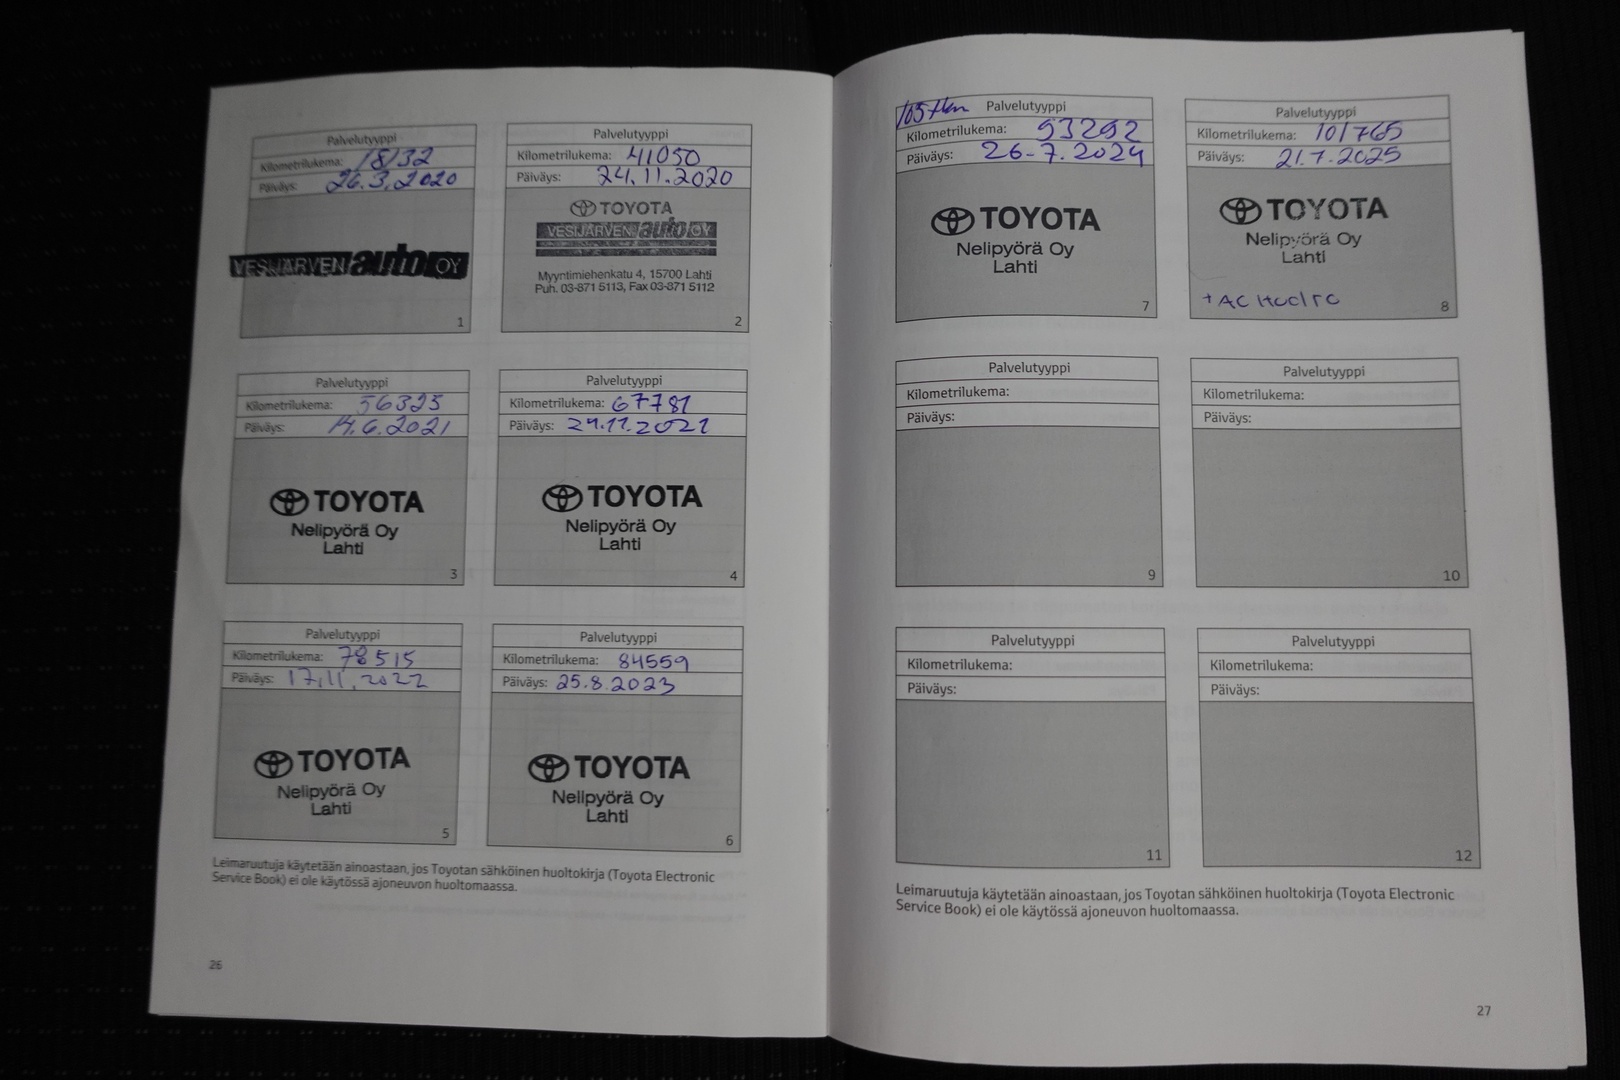 Palvelutyyppi
Kilometrilukema: 18132
Päiväys: 26.3.2020
VESIJÄRVEN auto OY
1
Palvelutyyppi
Kilometrilukema: 41050
Päiväys: 24.11.2020
TOYOTA
VESIJÄRVEN auto OY
Myyntimiehenkatu 4, 15700 Lahti
Puh. 03-871 5113, Fax 03-871 5112
2
Palvelutyyppi
Kilometrilukema: 56325
Päiväys: 14.6.2021
TOYOTA
Nelipyörä Oy
Lahti
3
Palvelutyyppi
Kilometrilukema: 67781
Päiväys: 29.11.2021
TOYOTA
Nelipyörä Oy
Lahti
4
Palvelutyyppi
Kilometrilukema: 78515
Päiväys: 17.11.2022
TOYOTA
Nelipyörä Oy
Lahti
5
Palvelutyyppi
Kilometrilukema: 84559
Päiväys: 25.8.2023
TOYOTA
Nelipyörä Oy
Lahti
6
Leimaruutuja käytetään ainoastaan, jos Toyotan sähköinen huoltokirja (Toyota Electronic
Service Book) ei ole käytössä ajoneuvon huoltomaassa.
26
Palvelutyyppi
Kilometrilukema: 93292
Päiväys: 26-7.2024
TOYOTA
Nelipyörä Oy
Lahti
7
Palvelutyyppi
Kilometrilukema: 101765
Päiväys: 21.7.2025
TOYOTA
Nelipyörä Oy
Lahti
+ AC Huolto
8
Palvelutyyppi
Kilometrilukema:
Päiväys:
9
Palvelutyyppi
Kilometrilukema:
Päiväys:
10
Palvelutyyppi
Kilometrilukema:
Päiväys:
11
Palvelutyyppi
Kilometrilukema:
Päiväys:
12
Leimaruutuja käytetään ainoastaan, jos Toyotan sähköinen huoltokirja (Toyota Electronic
Service Book) ei ole käytössä ajoneuvon huoltomaassa.
27